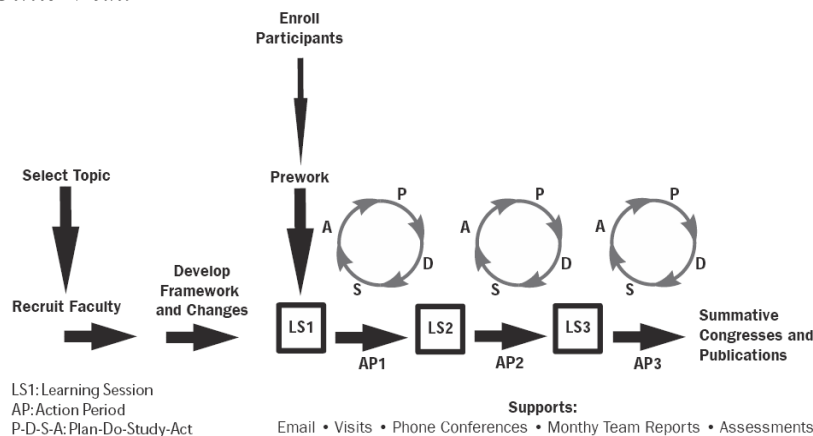 Enroll
Participants
Select Topic
Prework
P
A
D
S
P
A
D
S
P
A
D
S
Recruit Faculty
Develop
Framework
and Changes
LS1
LS2
LS3
AP1
AP2
AP3
Summative
Congresses and
Publications
LS1: Learning Session
AP: Action Period
P-D-S-A: Plan-Do-Study-Act
Supports:
Email • Visits • Phone Conferences • Monthy Team Reports • Assessments